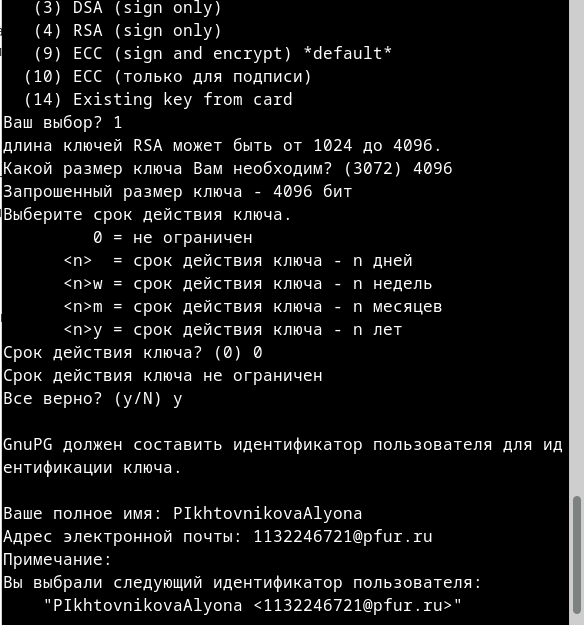 (3) DSA (sign only)
(4) RSA (sign only)
(9) ECC (sign and encrypt) *default*
(10) ECC (только для подписи)
(14) Existing key from card
Ваш выбор? 1
длина ключей RSA может быть от 1024 до 4096.
Какой размер ключа Вам необходим? (3072) 4096
Запрошенный размер ключа - 4096 бит
Выберите срок действия ключа.
0 = не ограничен
<n>  = срок действия ключа - n дней
<n>w = срок действия ключа - n недель
<n>m = срок действия ключа - n месяцев
<n>y = срок действия ключа - n лет
Срок действия ключа? (0) 0
Срок действия ключа не ограничен
Все верно? (y/N) y
GnuPG должен составить идентификатор пользователя для ид
ентификации ключа.
Ваше полное имя: PIkhtovnikovaAlyona
Адрес электронной почты: 1132246721@pfur.ru
Примечание:
Вы выбрали следующий идентификатор пользователя:
"PIkhtovnikovaAlyona <1132246721@pfur.ru>"